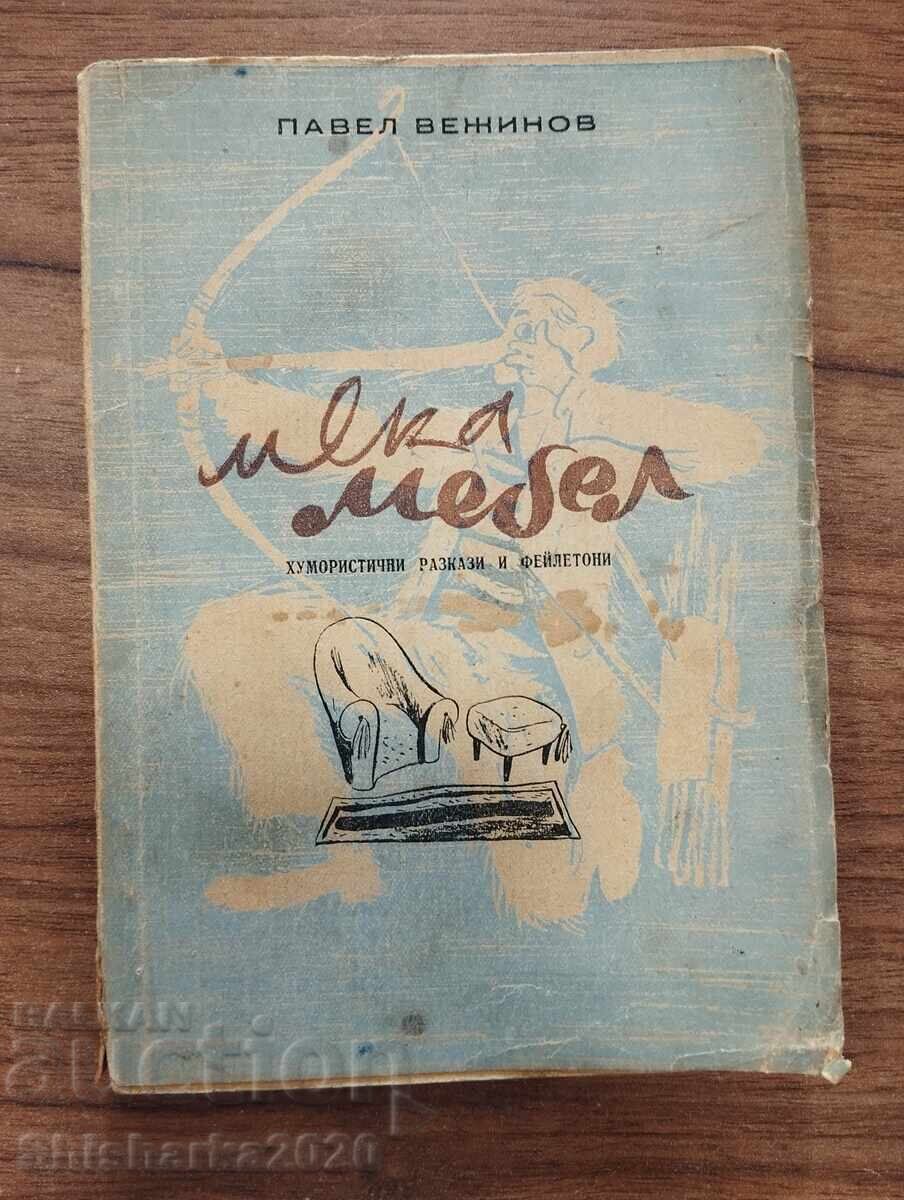 ПАВЕЛ ВЕЖИНОВ
мека
мебел
ХУМОРИСТИЧНИ РАЗКАЗИ И ФЕЙЛЕТОНИ
BALKAN
auction
shisharka2020